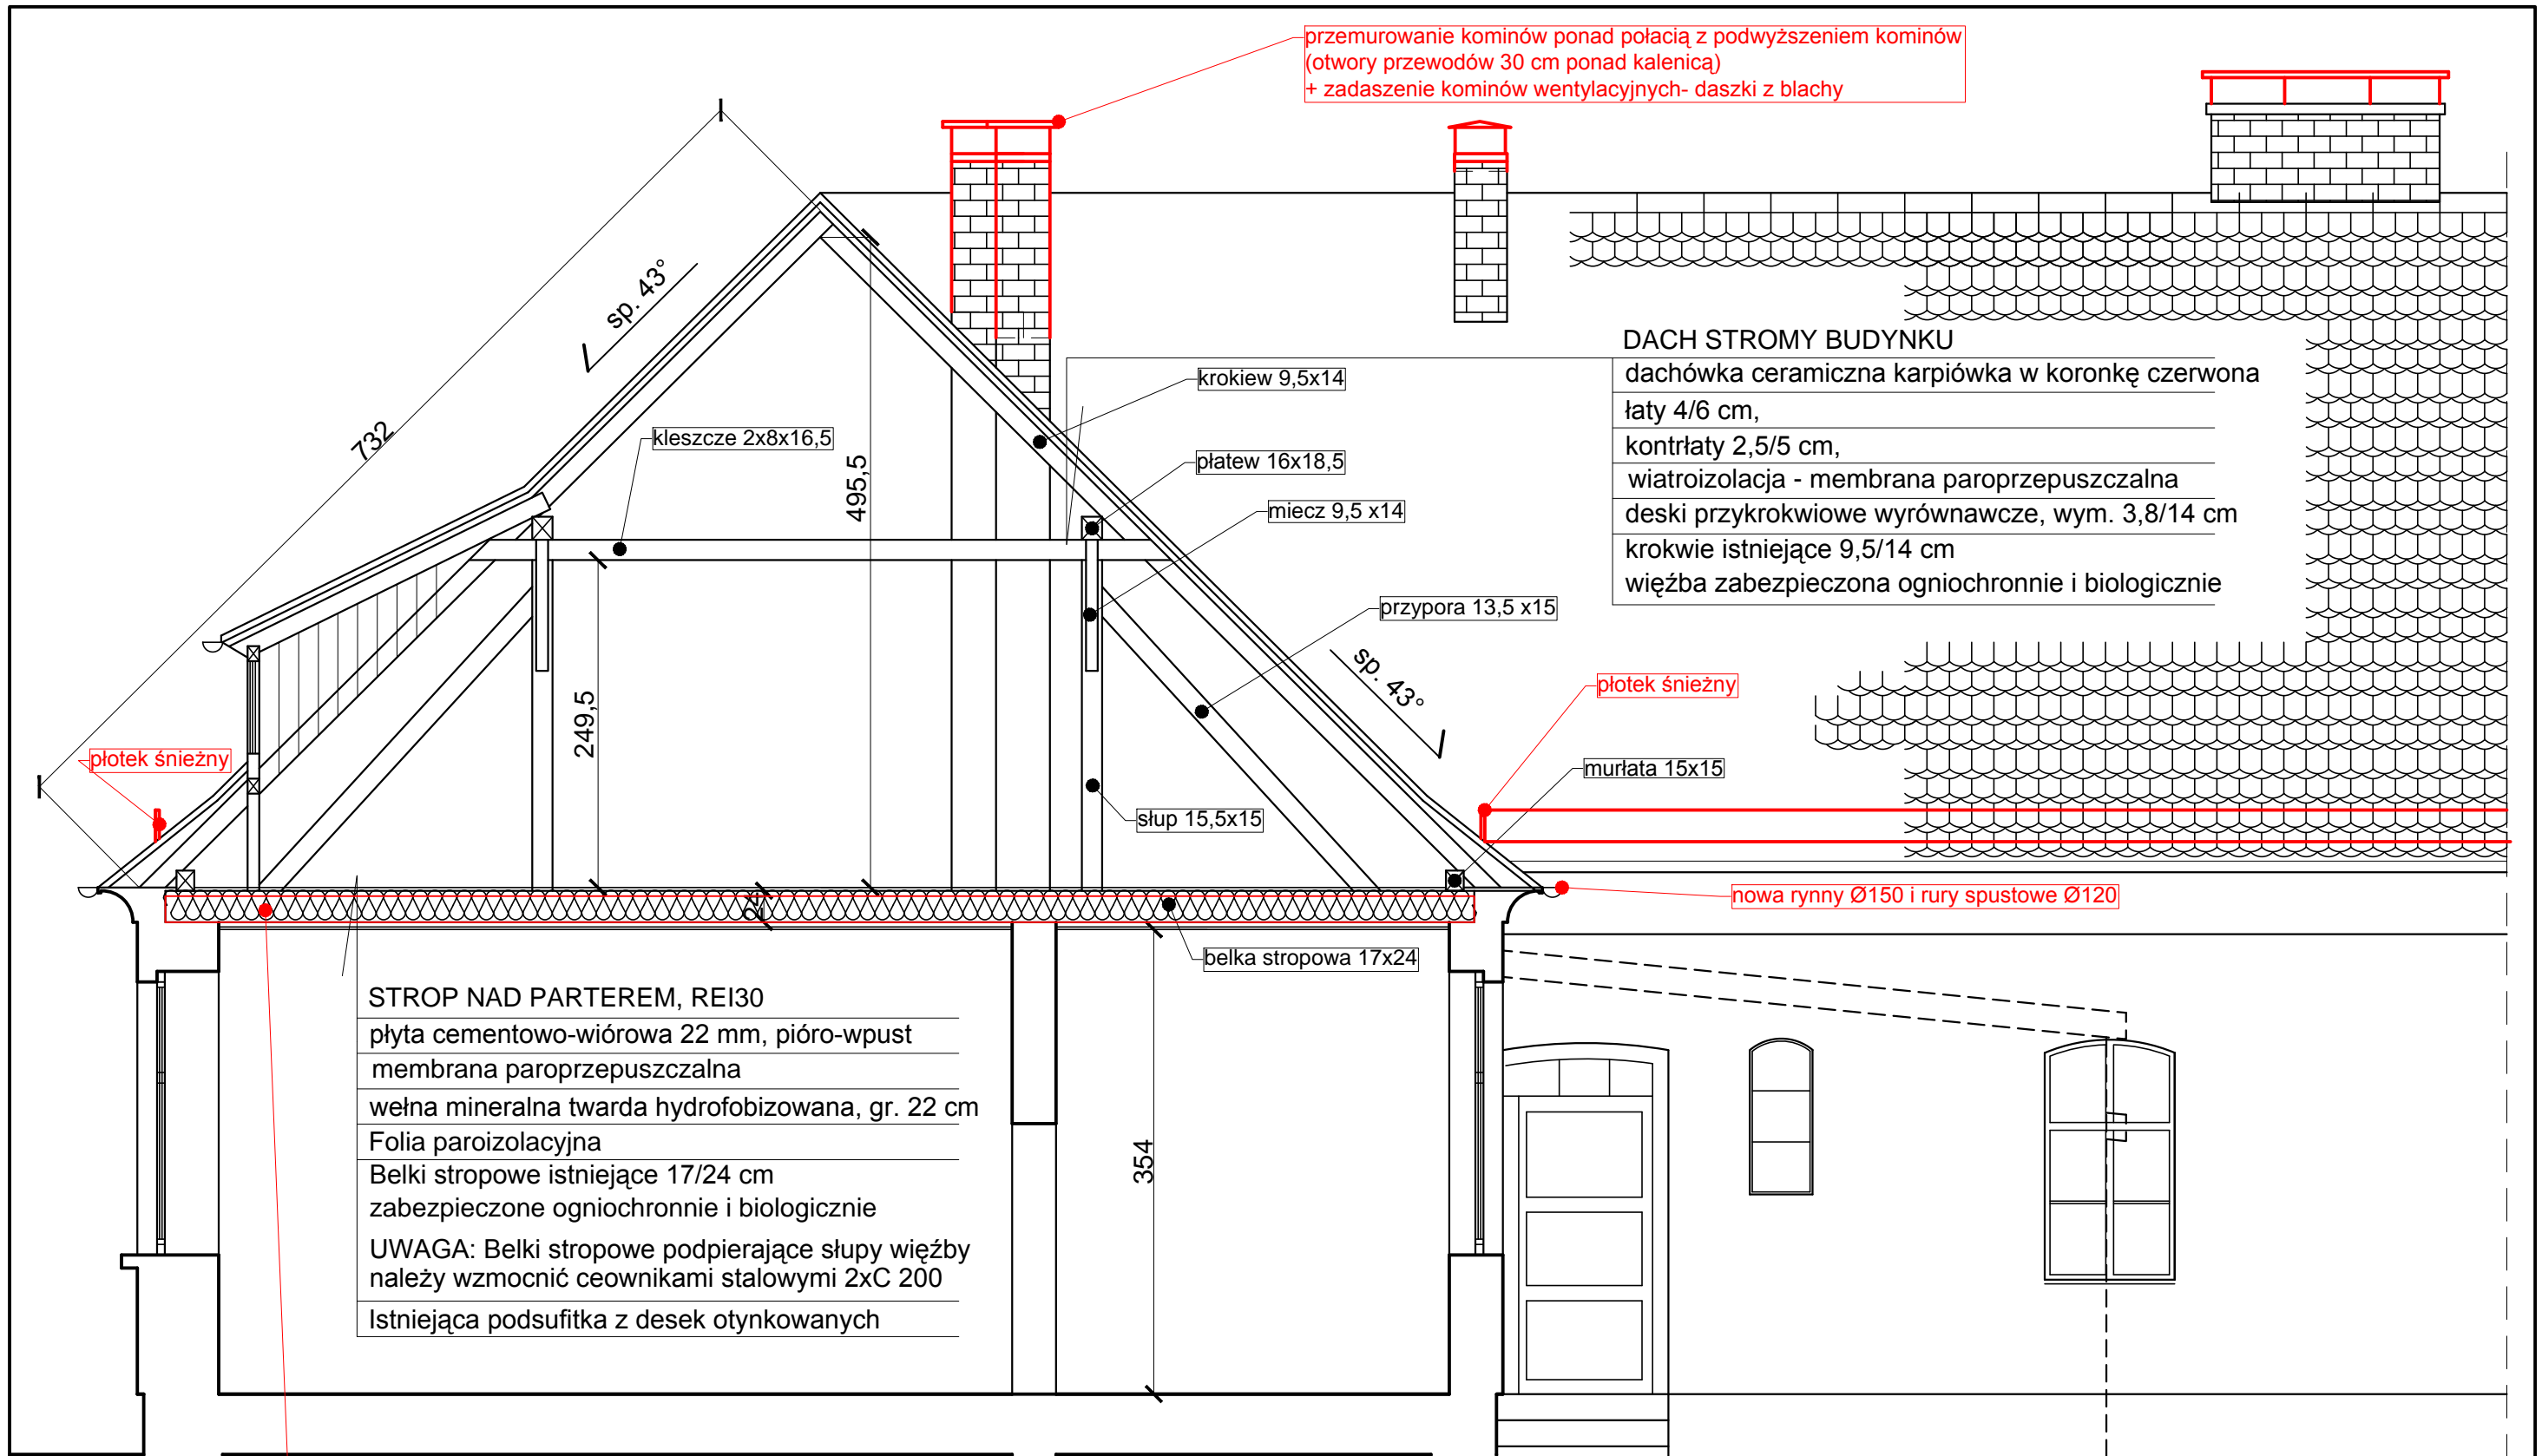 przemurowanie kominów ponad połacią z podwyższeniem kominów
(otwory przewodów 30 cm ponad kalenicą)
+ zadaszenie kominów wentylacyjnych- daszki z blachy
sp. 43°
732
kleszcze 2x8x16,5
495,5
krokiew 9,5x14
płatew 16x18,5
miecz 9,5 x14
przypora 13,5 x15
DACH STROMY BUDYNKU
dachówka ceramiczna karpiówka w koronkę czerwona
łaty 4/6 cm,
kontrłaty 2,5/5 cm,
wiatroizolacja - membrana paroprzepuszczalna
deski przykrokwiowe wyrównawcze, wym. 3,8/14 cm
krokwie istniejące 9,5/14 cm
więźba zabezpieczona ogniochronnie i biologicznie
sp. 43°
płotek śnieżny
płotek śnieżny
249,5
murłata 15x15
słup 15,5x15
24
nowa rynny Ø150 i rury spustowe Ø120
belka stropowa 17x24
STROP NAD PARTEREM, REI30
płyta cementowo-wiórowa 22 mm, pióro-wpust
membrana paroprzepuszczalna
wełna mineralna twarda hydrofobizowana, gr. 22 cm
Folia paroizolacyjna
Belki stropowe istniejące 17/24 cm
zabezpieczone ogniochronnie i biologicznie
UWAGA: Belki stropowe podpierające słupy więźby
należy wzmocnić ceownikami stalowymi 2xC 200
Istniejąca podsufitka z desek otynkowanych
354